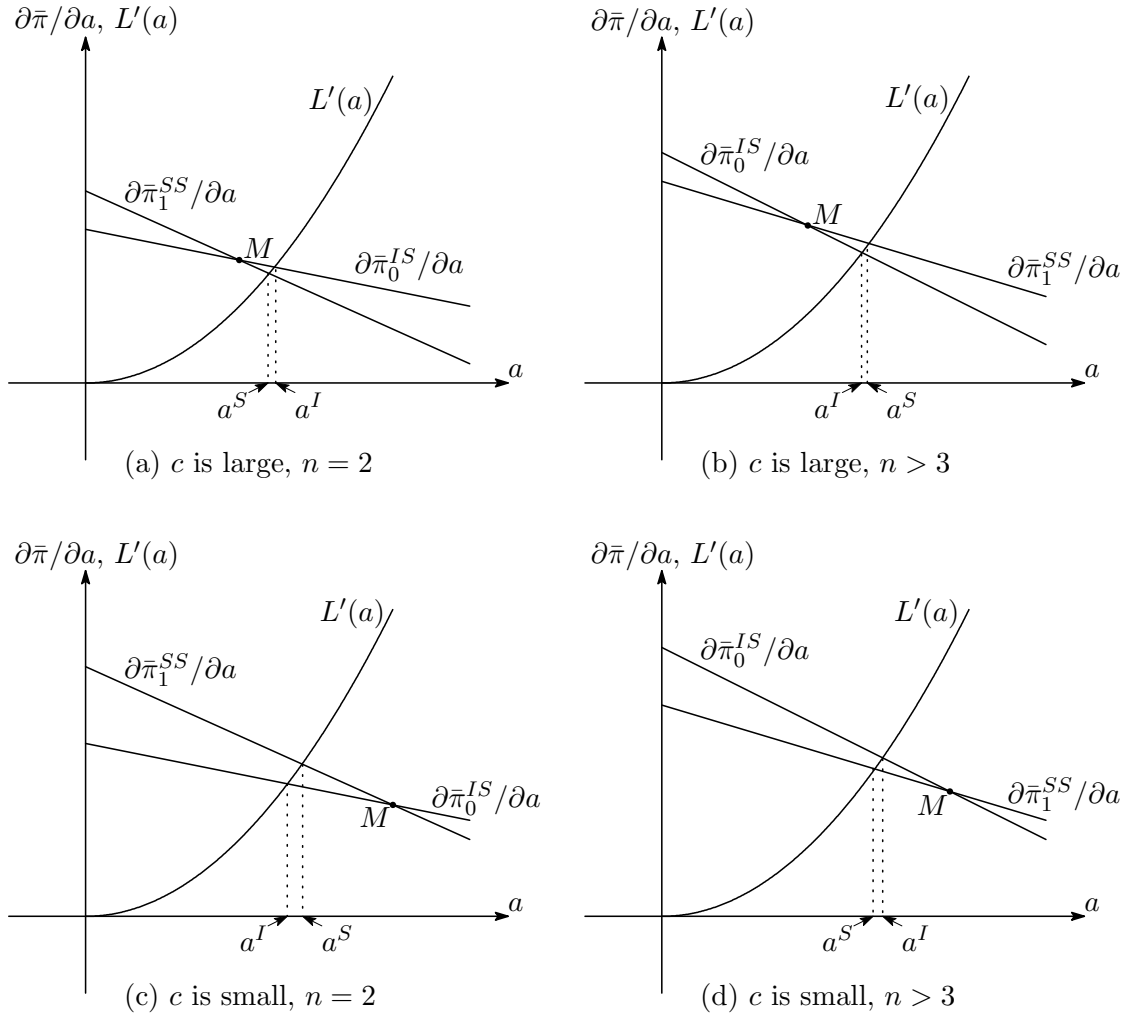 ∂π̄/∂a, L′(a)
L′(a)
∂π̄₁^{SS}/∂a
M
∂π̄₀^{IS}/∂a
a
a^S
a^I
(a) c is large, n = 2
∂π̄/∂a, L′(a)
L′(a)
∂π̄₀^{IS}/∂a
M
∂π̄₁^{SS}/∂a
a
a^I
a^S
(b) c is large, n > 3
∂π̄/∂a, L′(a)
L′(a)
∂π̄₁^{SS}/∂a
∂π̄₀^{IS}/∂a
M
a
a^I
a^S
(c) c is small, n = 2
∂π̄/∂a, L′(a)
L′(a)
∂π̄₀^{IS}/∂a
∂π̄₁^{SS}/∂a
M
a
a^S
a^I
(d) c is small, n > 3